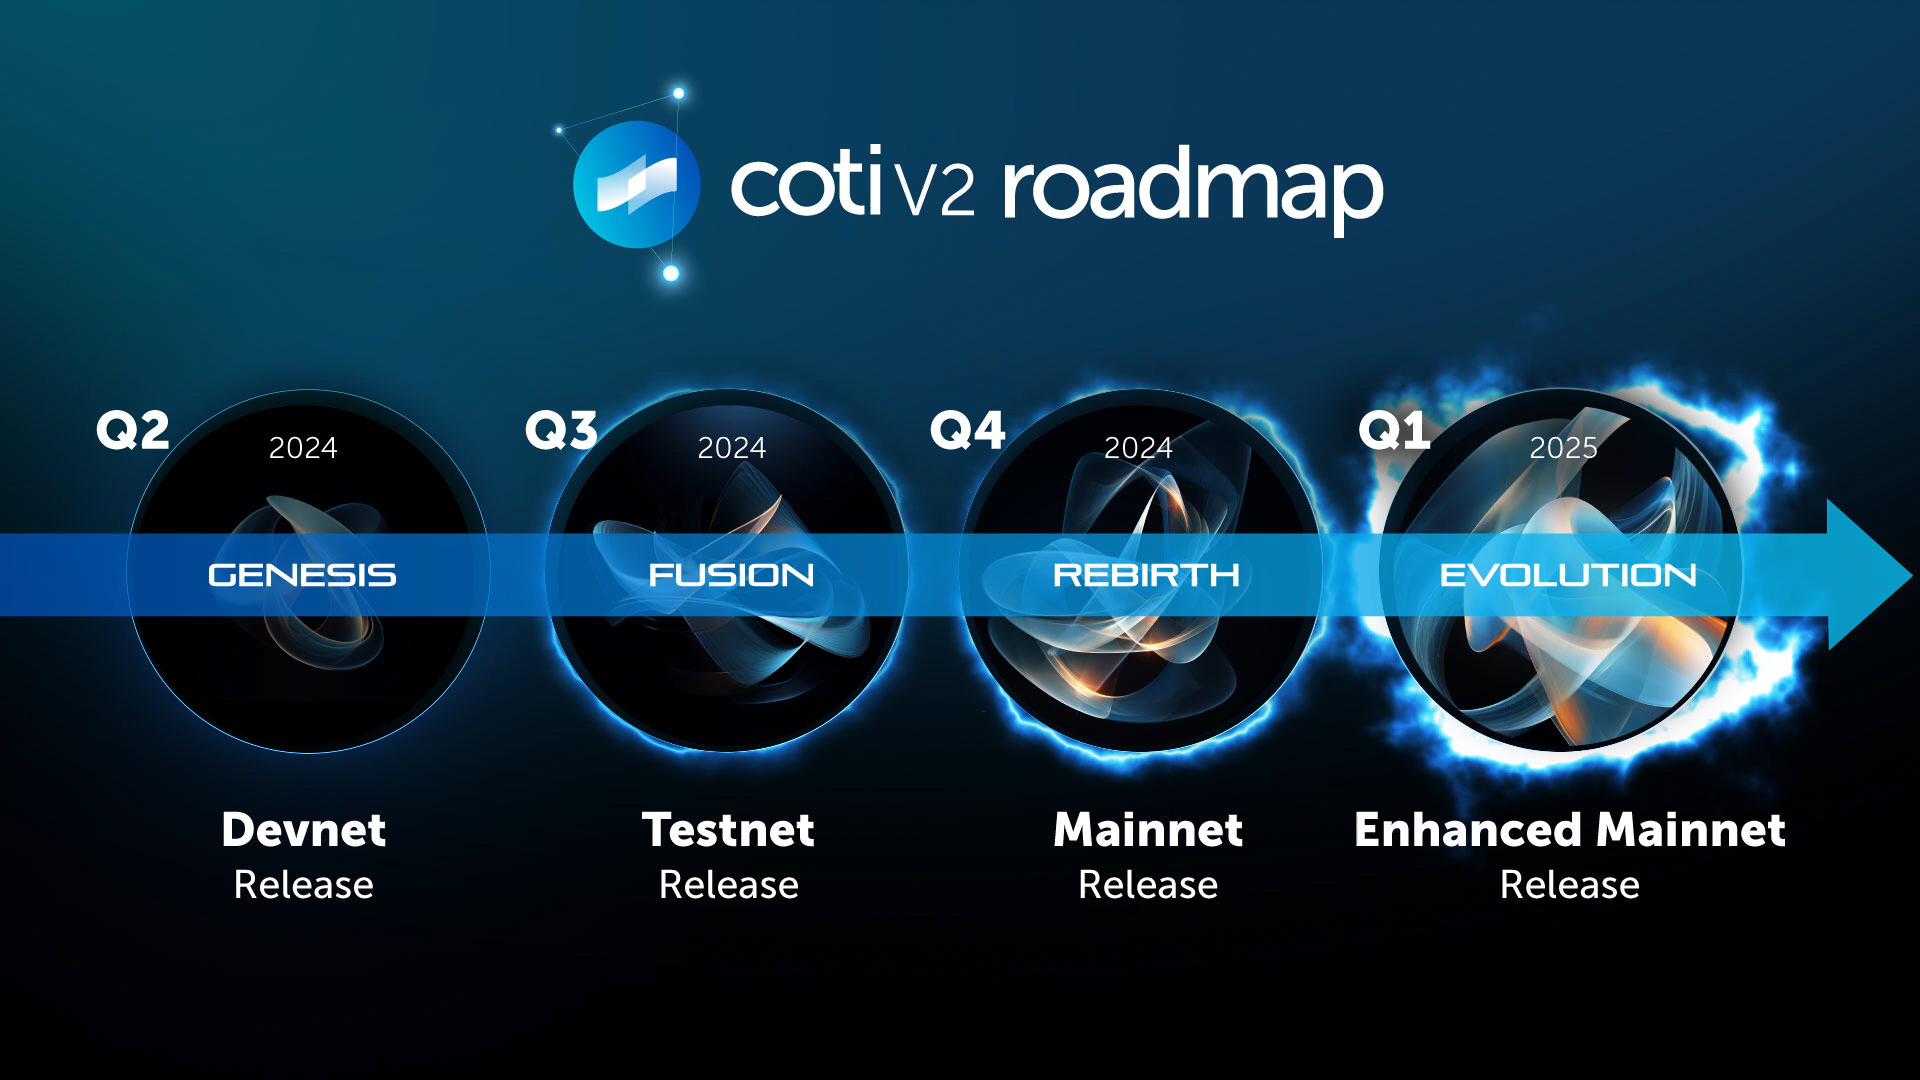 coti V2 roadmap
Q2
2024
GENESIS
Devnet
Release
Q3
2024
FUSION
Testnet
Release
Q4
2024
REBIRTH
Mainnet
Release
Q1
2025
EVOLUTION
Enhanced Mainnet
Release